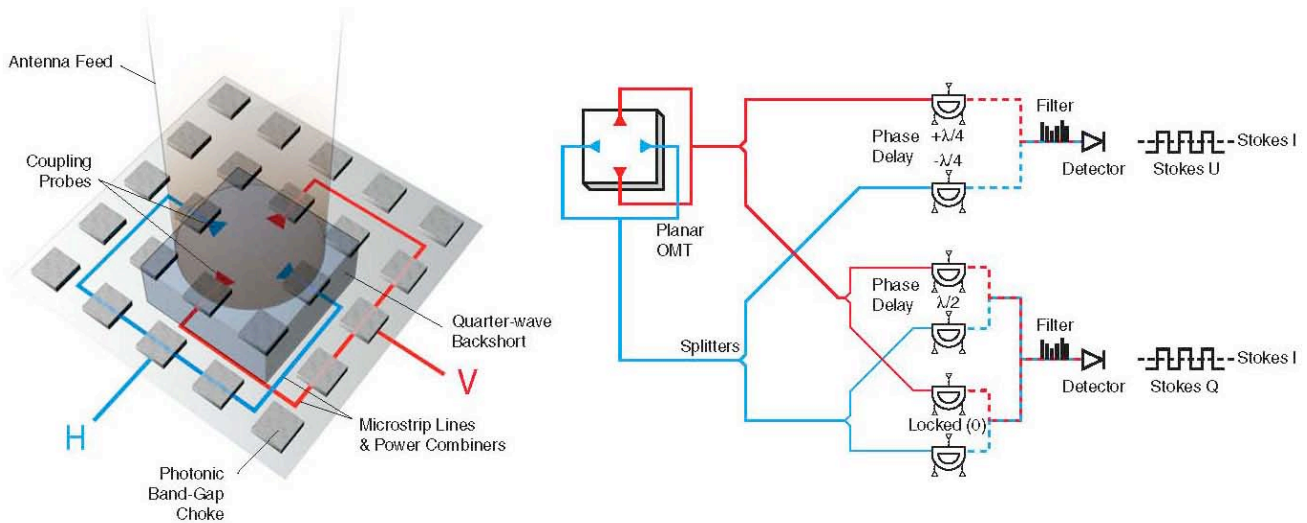 Antenna Feed
Coupling
Probes
Quarter-wave
Backshort
V
H
Microstrip Lines
& Power Combiners
Photonic
Band-Gap
Choke
Planar
OMT
Splitters
Phase
Delay
+λ/4
-λ/4
Filter
Detector
Stokes I
Stokes U
Phase
Delay
λ/2
Locked (0)
Filter
Detector
Stokes I
Stokes Q